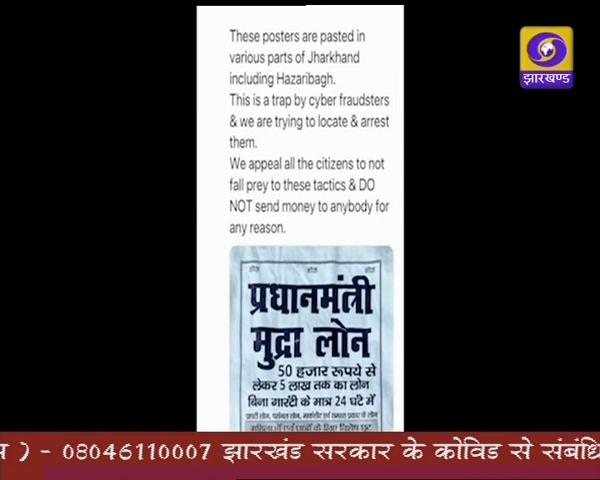 These posters are pasted in
various parts of Jharkhand
including Hazaribagh.
This is a trap by cyber fraudsters
& we are trying to locate & arrest
them.
We appeal all the citizens to not
fall prey to these tactics & DO
NOT send money to anybody for
any reason.
झारखण्ड
प्रधानमंत्री
मुद्रा लोन
50 हजार रूपये से
लेकर 5 लाख तक का लोन
बिना गारंटी के मात्र 24 घंटे में
स ) - 08046110007 झारखंड सरकार के कोविड से संबंधि